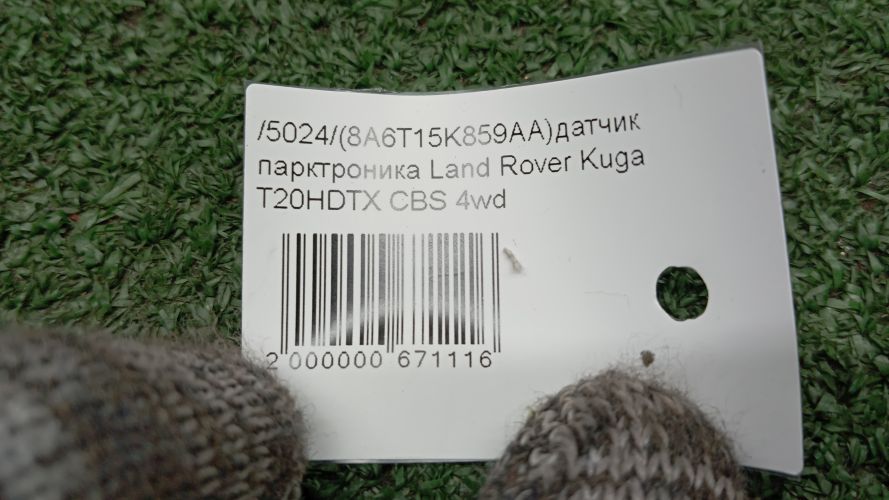 /5024/(8A6T15K859AA)датчик
парктроника Land Rover Kuga
T20HDTX CBS 4wd
2 000000 671116